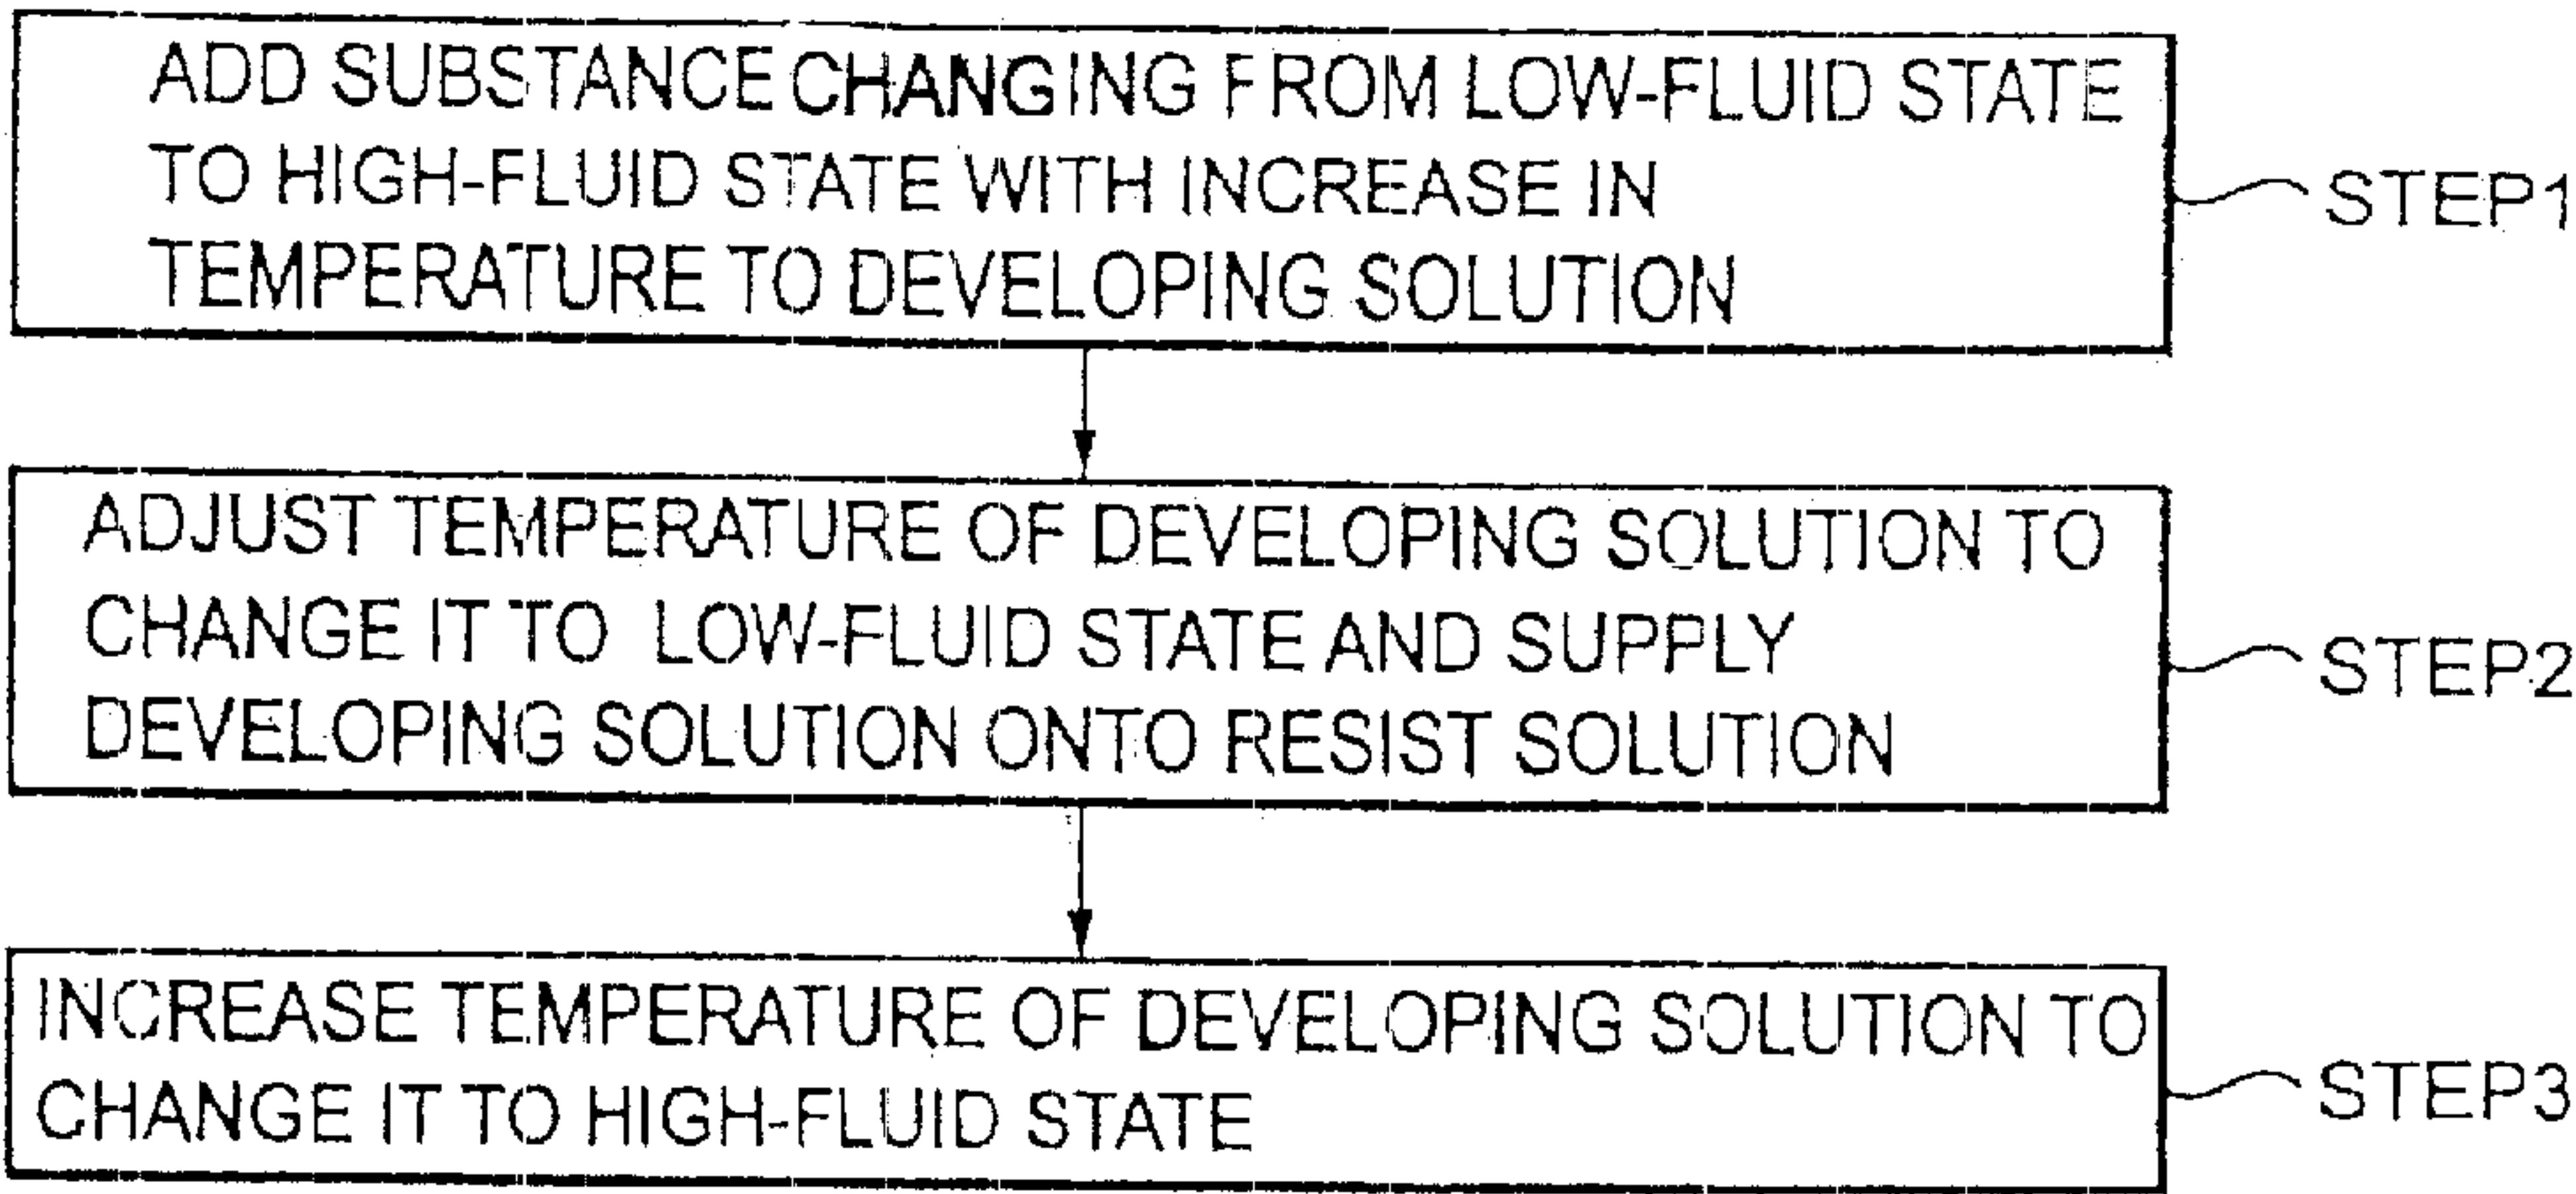 ADD SUBSTANCE CHANGING FROM LOW-FLUID STATE
TO HIGH-FLUID STATE WITH INCREASE IN
TEMPERATURE TO DEVELOPING SOLUTION
STEP1
ADJUST TEMPERATURE OF DEVELOPING SOLUTION TO
CHANGE IT TO LOW-FLUID STATE AND SUPPLY
DEVELOPING SOLUTION ONTO RESIST SOLUTION
STEP2
INCREASE TEMPERATURE OF DEVELOPING SOLUTION TO
CHANGE IT TO HIGH-FLUID STATE
STEP3